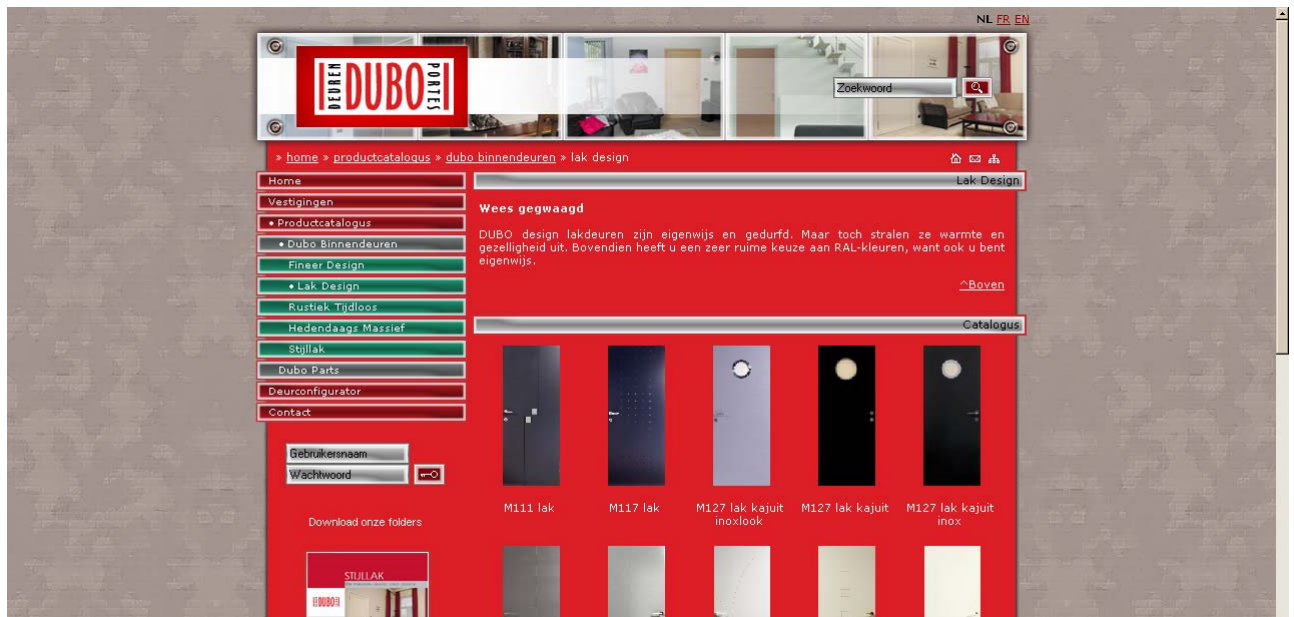 NL FR EN
DEUREN DUBO PORTES
Zoekwoord
» home » productcatalogus » dubo binnendeuren » lak design
Home
Vestigingen
• Productcatalogus
• Dubo Binnendeuren
Fineer Design
• Lak Design
Rustiek Tijdloos
Hedendaags Massief
Stijllak
Dubo Parts
Deurconfigurator
Contact
Gebruikersnaam
Wachtwoord
Download onze folders
STIJLLAK
DUBO
Lak Design
Wees gegwaagd
DUBO design lakdeuren zijn eigenwijs en gedurfd. Maar toch stralen ze warmte en
gezelligheid uit. Bovendien heeft u een zeer ruime keuze aan RAL-kleuren, want ook u bent
eigenwijs.
^Boven
Catalogus
M111 lak
M117 lak
M127 lak kajuit
inoxlook
M127 lak kajuit
M127 lak kajuit
inox